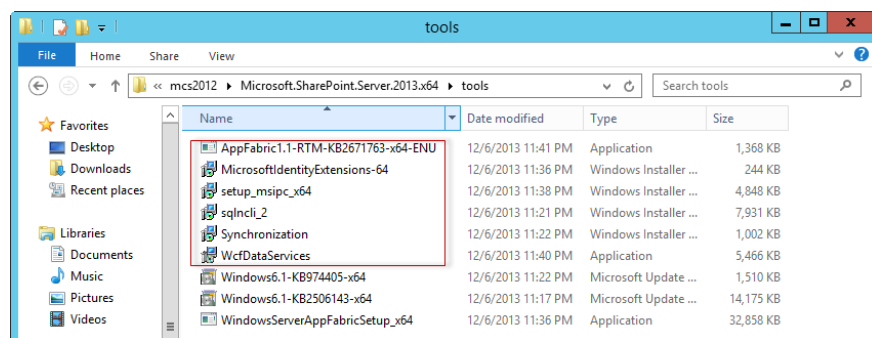 tools
File Home Share View
« mcs2012 Microsoft.SharePoint.Server.2013.x64 tools Search tools
Favorites
Desktop
Downloads
Recent places
Libraries
Documents
Music
Pictures
Videos
Name Date modified Type Size
AppFabric1.1-RTM-KB2671763-x64-ENU 12/6/2013 11:41 PM Application 1,368 KB
MicrosoftIdentityExtensions-64 12/6/2013 11:36 PM Windows Installer ... 244 KB
setup_msipc_x64 12/6/2013 11:38 PM Windows Installer ... 4,848 KB
sqlncli_2 12/6/2013 11:21 PM Windows Installer ... 7,931 KB
Synchronization 12/6/2013 11:22 PM Windows Installer ... 1,002 KB
WcfDataServices 12/6/2013 11:40 PM Application 5,466 KB
Windows6.1-KB974405-x64 12/6/2013 11:22 PM Microsoft Update ... 1,510 KB
Windows6.1-KB2506143-x64 12/6/2013 11:17 PM Microsoft Update ... 14,175 KB
WindowsServerAppFabricSetup_x64 12/6/2013 11:36 PM Application 32,858 KB